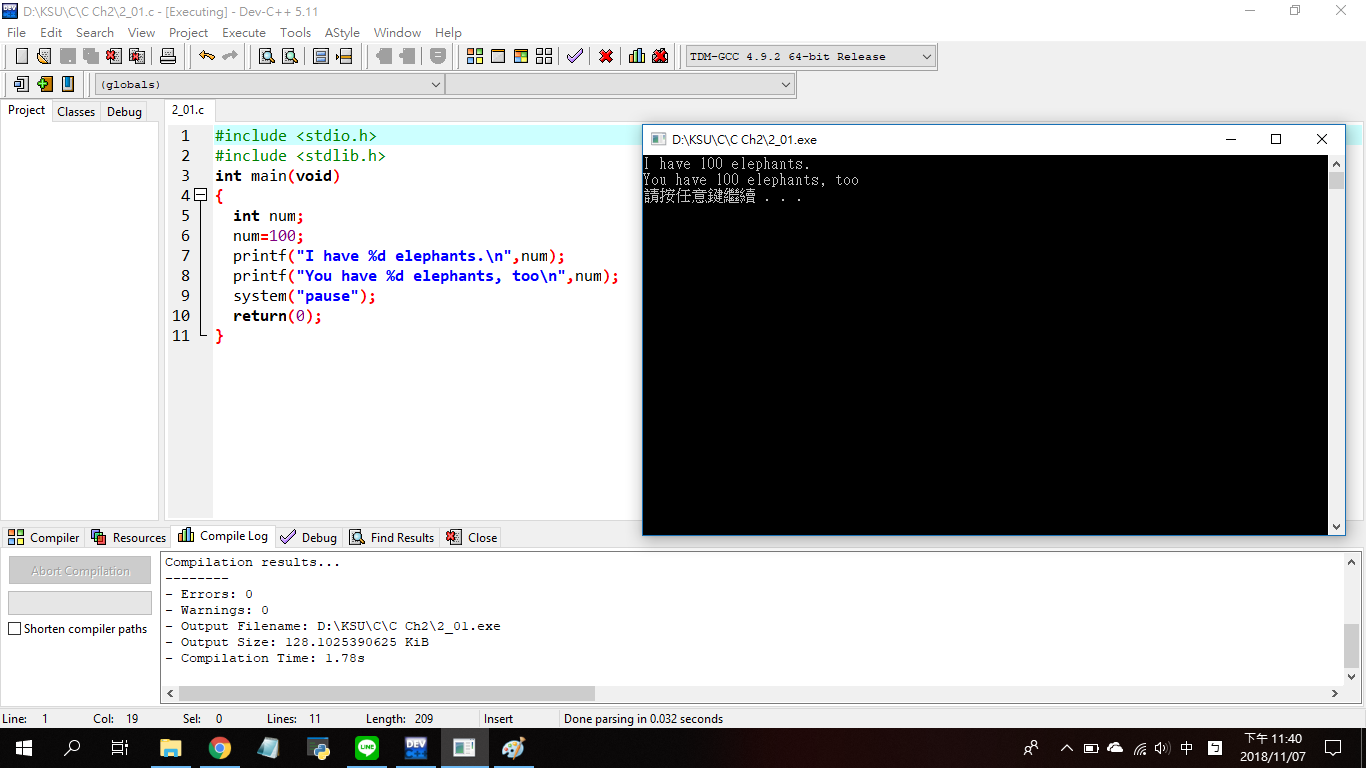 D:\KSU\C\C Ch2\2_01.c - [Executing] - Dev-C++ 5.11
File Edit Search View Project Execute Tools AStyle Window Help
TDM-GCC 4.9.2 64-bit Release
(globals)
Project Classes Debug
2_01.c
1 #include <stdio.h>
2 #include <stdlib.h>
3 int main(void)
4 {
5 int num;
6 num=100;
7 printf("I have %d elephants.\n",num);
8 printf("You have %d elephants, too\n",num);
9 system("pause");
10 return(0);
11 }
D:\KSU\C\C Ch2\2_01.exe
I have 100 elephants.
You have 100 elephants, too
請按任意鍵繼續 . . .
Compiler Resources Compile Log Debug Find Results Close
Abort Compilation
Shorten compiler paths
Compilation results...
--------
- Errors: 0
- Warnings: 0
- Output Filename: D:\KSU\C\C Ch2\2_01.exe
- Output Size: 128.1025390625 KiB
- Compilation Time: 1.78s
Line: 1 Col: 19 Sel: 0 Lines: 11 Length: 209 Insert Done parsing in 0.032 seconds
DEV
LINE
中
ㄅ
下午 11:40
2018/11/07